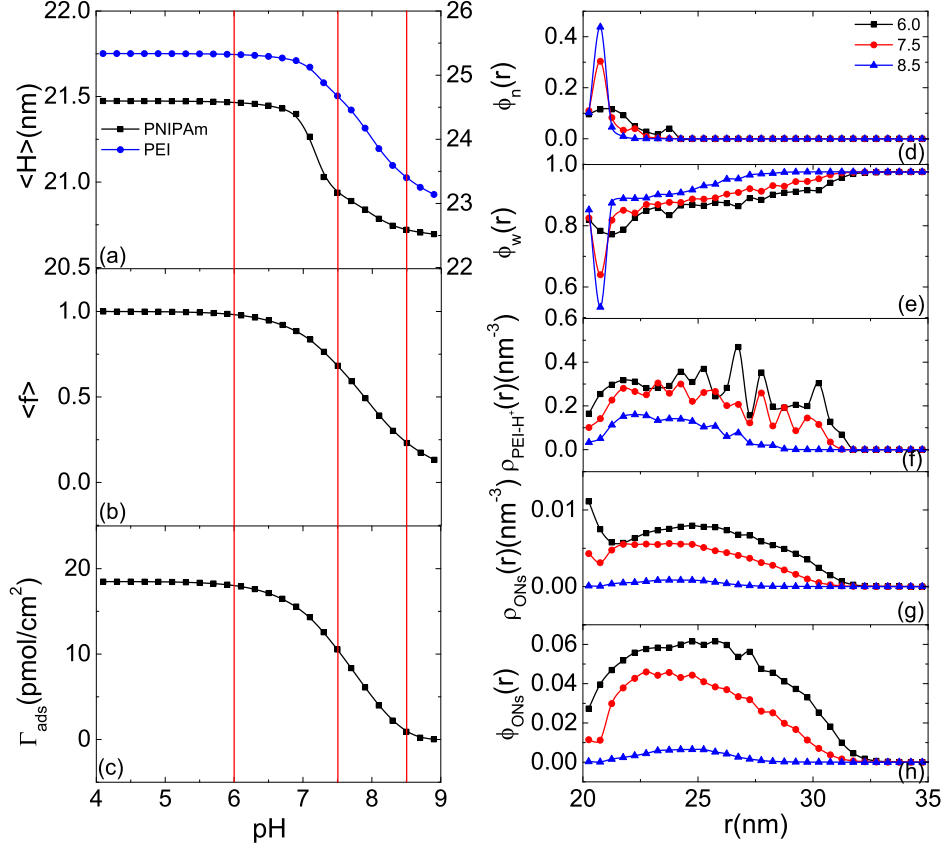 22.0
21.5
21.0
20.5
<H>(nm)
26
25
24
23
22
PNIPAm
PEI
(a)
1.0
0.5
0.0
<f>
(b)
20
10
0
Γads(pmol/cm²)
(c)
4 5 6 7 8 9
pH
0.4
0.2
0.0
ϕn(r)
6.0
7.5
8.5
(d)
1.0
0.8
0.6
ϕw(r)
(e)
0.6
0.4
0.2
0.0
ρPEI-H⁺(r)(nm⁻³)
(f)
0.01
0.00
ρONs(r)(nm⁻³)
(g)
0.06
0.04
0.02
0.00
ϕONs(r)
(h)
20 25 30 35
r(nm)